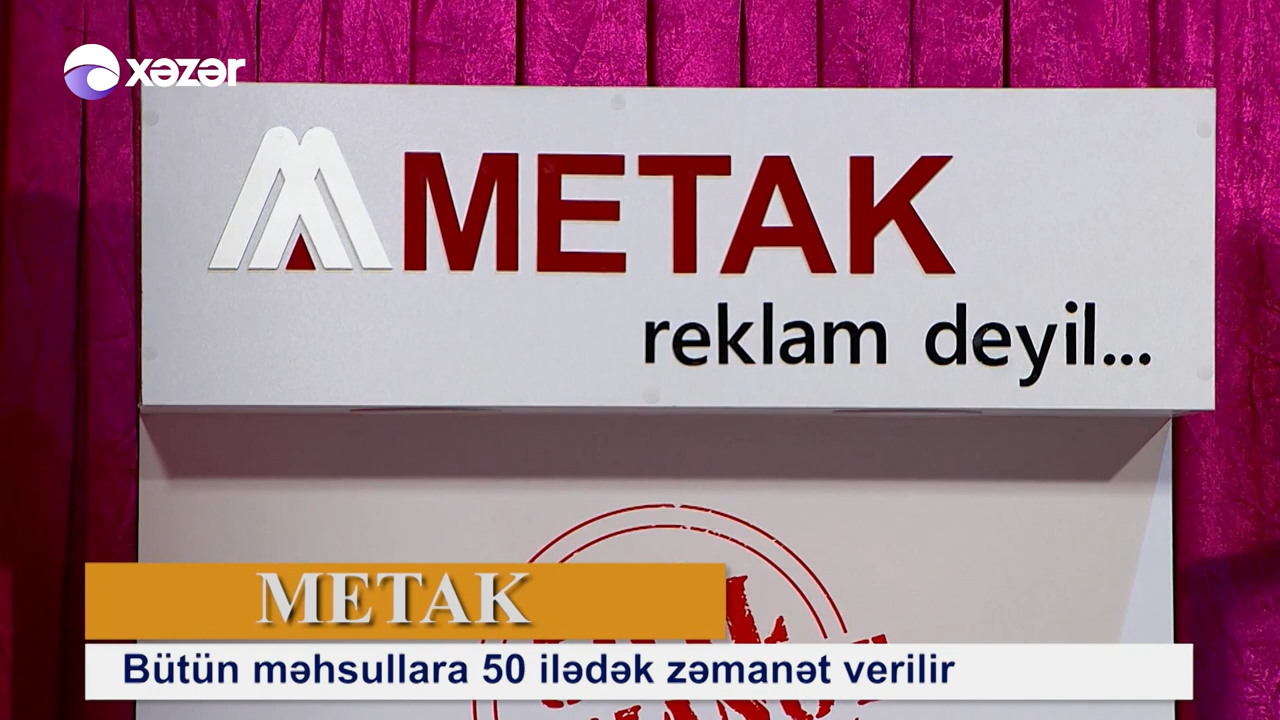 xəzər
METAK
reklam deyil...
METAK
Bütün məhsullara 50 ilədək zəmanət verilir